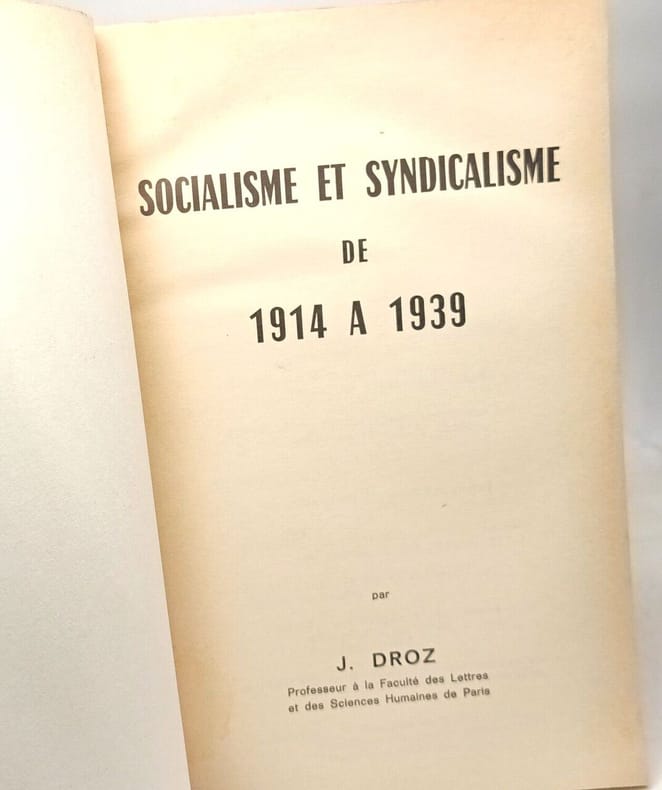 SOCIALISME ET SYNDICALISME
DE
1914 A 1939
par
J. DROZ
Professeur à la Faculté des Lettres
et des Sciences Humaines de Paris